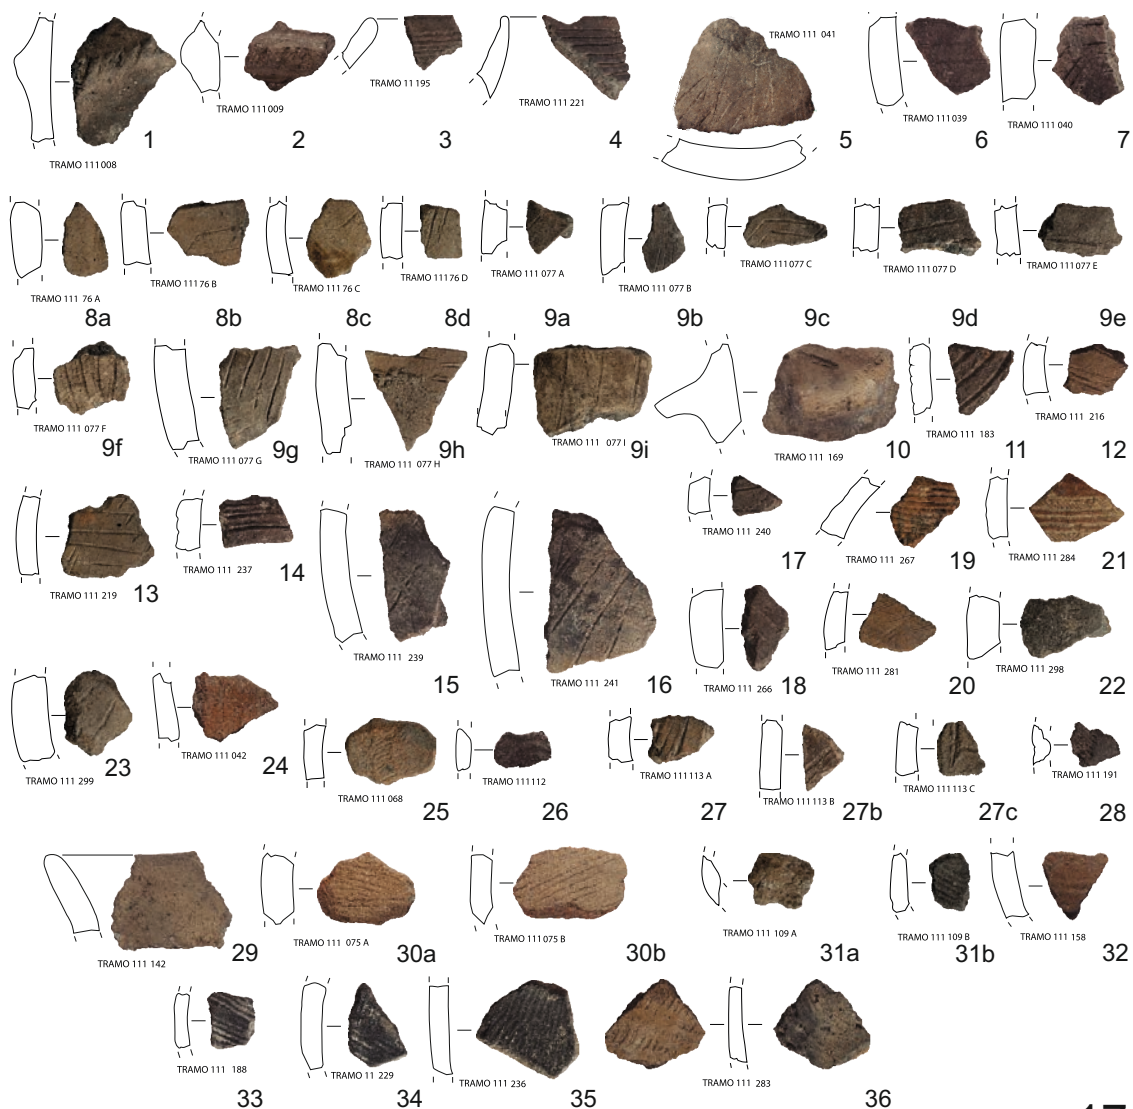 TRAMO 111 008
1
TRAMO 111 009
2
TRAMO 11 195
3
TRAMO 111 221
4
TRAMO 111 041
5
TRAMO 111 039
6
TRAMO 111 040
7
TRAMO 111 76 A
8a
TRAMO 111 76 B
8b
TRAMO 111 76 C
8c
TRAMO 111 76 D
8d
TRAMO 111 077 A
9a
TRAMO 111 077 B
9b
TRAMO 111 077 C
9c
TRAMO 111 077 D
9d
TRAMO 111 077 E
9e
TRAMO 111 077 F
9f
TRAMO 111 077 G
9g
TRAMO 111 077 H
9h
TRAMO 111 077 I
9i
TRAMO 111 169
10
TRAMO 111 183
11
TRAMO 111 216
12
TRAMO 111 219
13
TRAMO 111 237
14
TRAMO 111 239
15
TRAMO 111 241
16
TRAMO 111 240
17
TRAMO 111 266
18
TRAMO 111 267
19
TRAMO 111 281
20
TRAMO 111 284
21
TRAMO 111 298
22
TRAMO 111 299
23
TRAMO 111 042
24
TRAMO 111 068
25
TRAMO 111 112
26
TRAMO 111 113 A
27
TRAMO 111 113 B
27b
TRAMO 111 113 C
27c
TRAMO 111 191
28
TRAMO 111 142
29
TRAMO 111 075 A
30a
TRAMO 111 075 B
30b
TRAMO 111 109 A
31a
TRAMO 111 109 B
31b
TRAMO 111 158
32
TRAMO 111 188
33
TRAMO 11 229
34
TRAMO 111 236
35
TRAMO 111 283
36